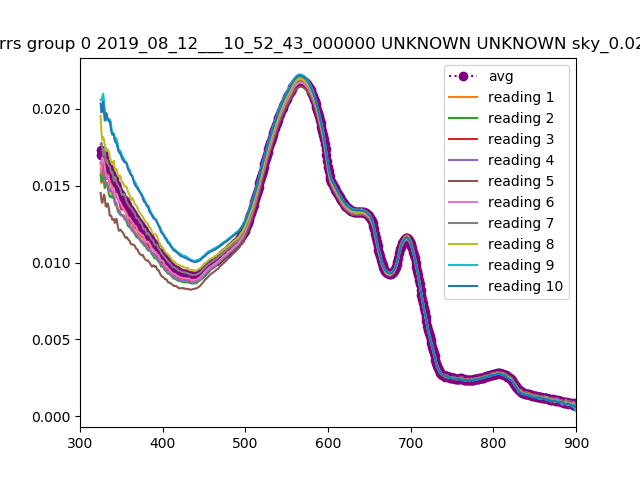 rrs group 0 2019_08_12___10_52_43_000000 UNKNOWN UNKNOWN sky_0.02
avg
reading 1
reading 2
reading 3
reading 4
reading 5
reading 6
reading 7
reading 8
reading 9
reading 10
0.020
0.015
0.010
0.005
0.000
300 400 500 600 700 800 900